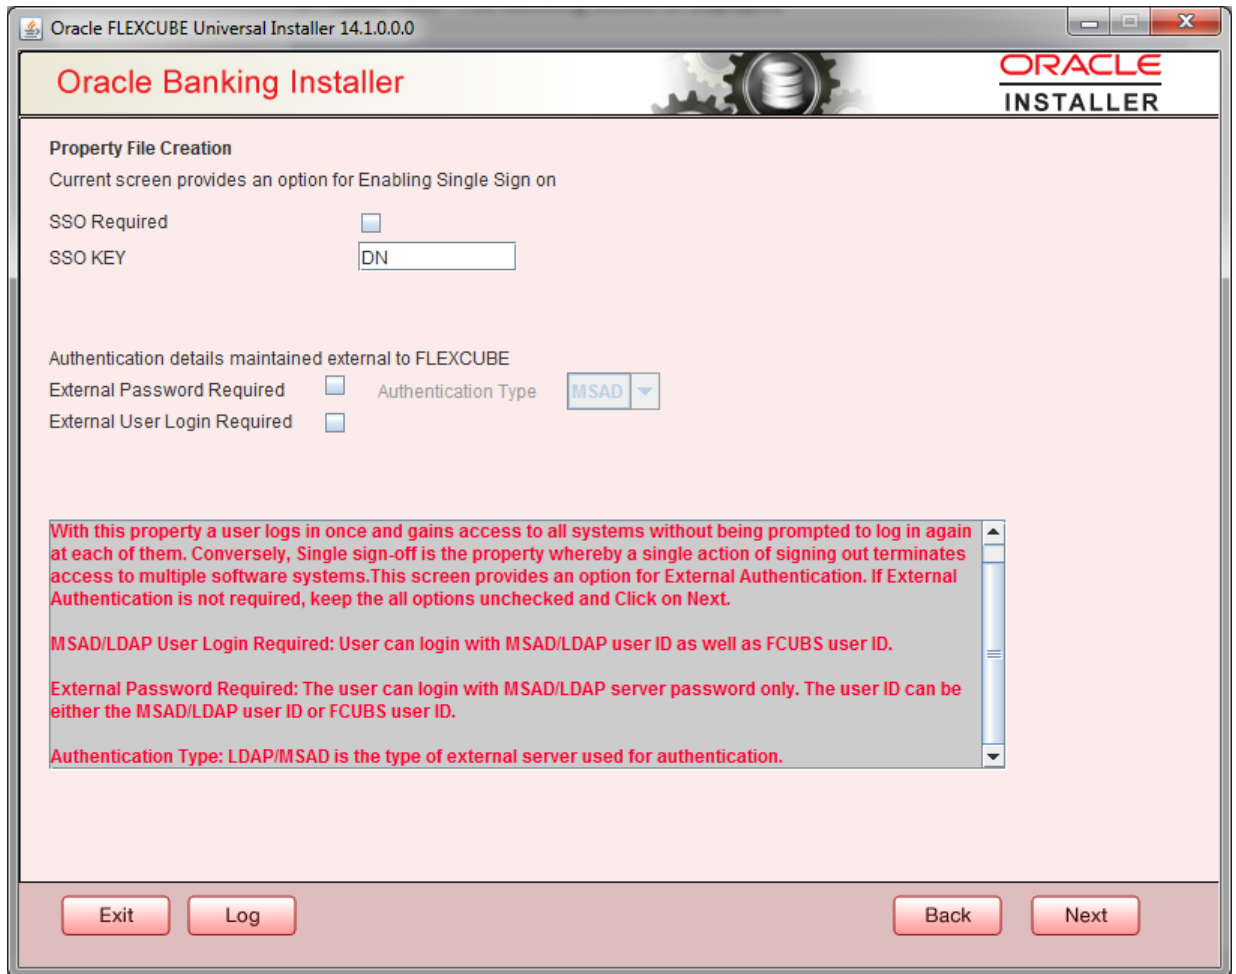 Oracle FLEXCUBE Universal Installer 14.1.0.0.0
Oracle Banking Installer
ORACLE
INSTALLER
Property File Creation
Current screen provides an option for Enabling Single Sign on
SSO Required
SSO KEY
DN
Authentication details maintained external to FLEXCUBE
External Password Required
Authentication Type
MSAD
External User Login Required
With this property a user logs in once and gains access to all systems without being prompted to log in again
at each of them. Conversely, Single sign-off is the property whereby a single action of signing out terminates
access to multiple software systems.This screen provides an option for External Authentication. If External
Authentication is not required, keep the all options unchecked and Click on Next.
MSAD/LDAP User Login Required: User can login with MSAD/LDAP user ID as well as FCUBS user ID.
External Password Required: The user can login with MSAD/LDAP server password only. The user ID can be
either the MSAD/LDAP user ID or FCUBS user ID.
Authentication Type: LDAP/MSAD is the type of external server used for authentication.
Exit
Log
Back
Next